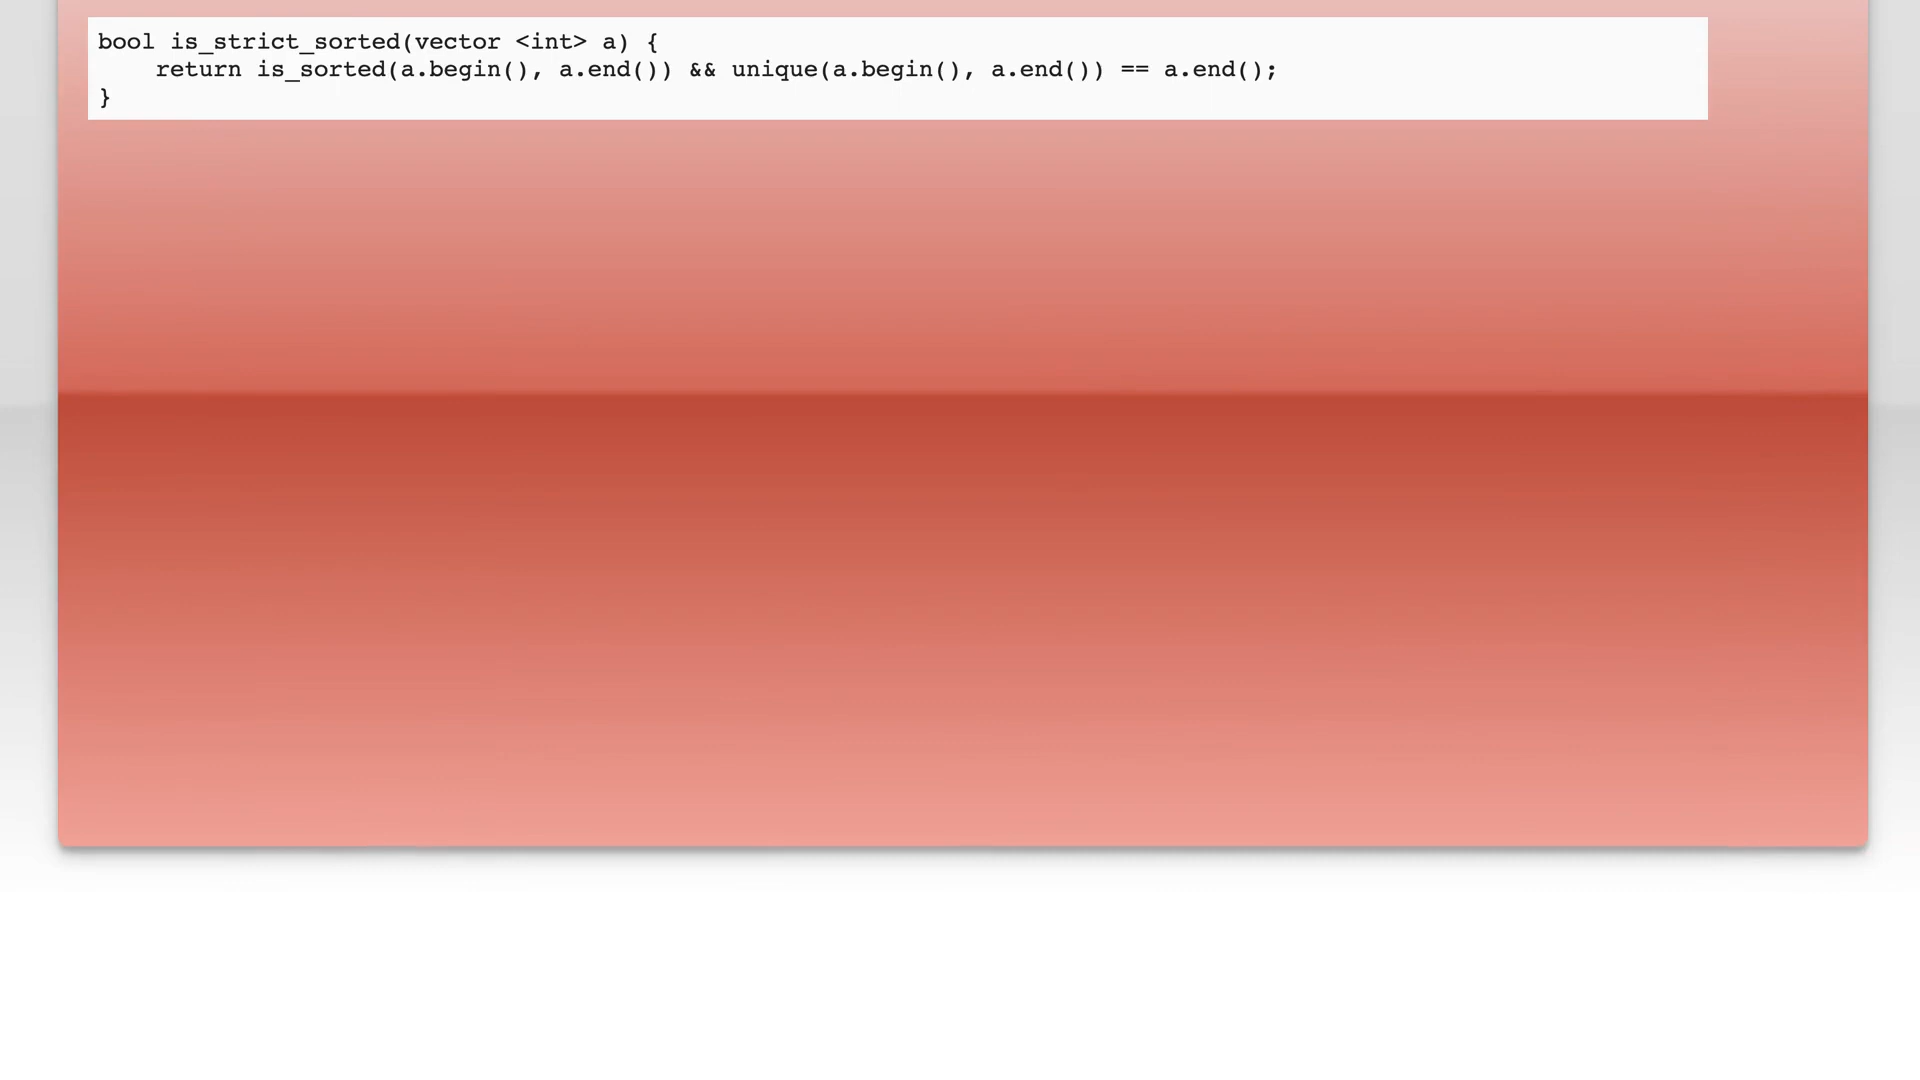 bool is_strict_sorted(vector <int> a) {
    return is_sorted(a.begin(), a.end()) && unique(a.begin(), a.end()) == a.end();
}